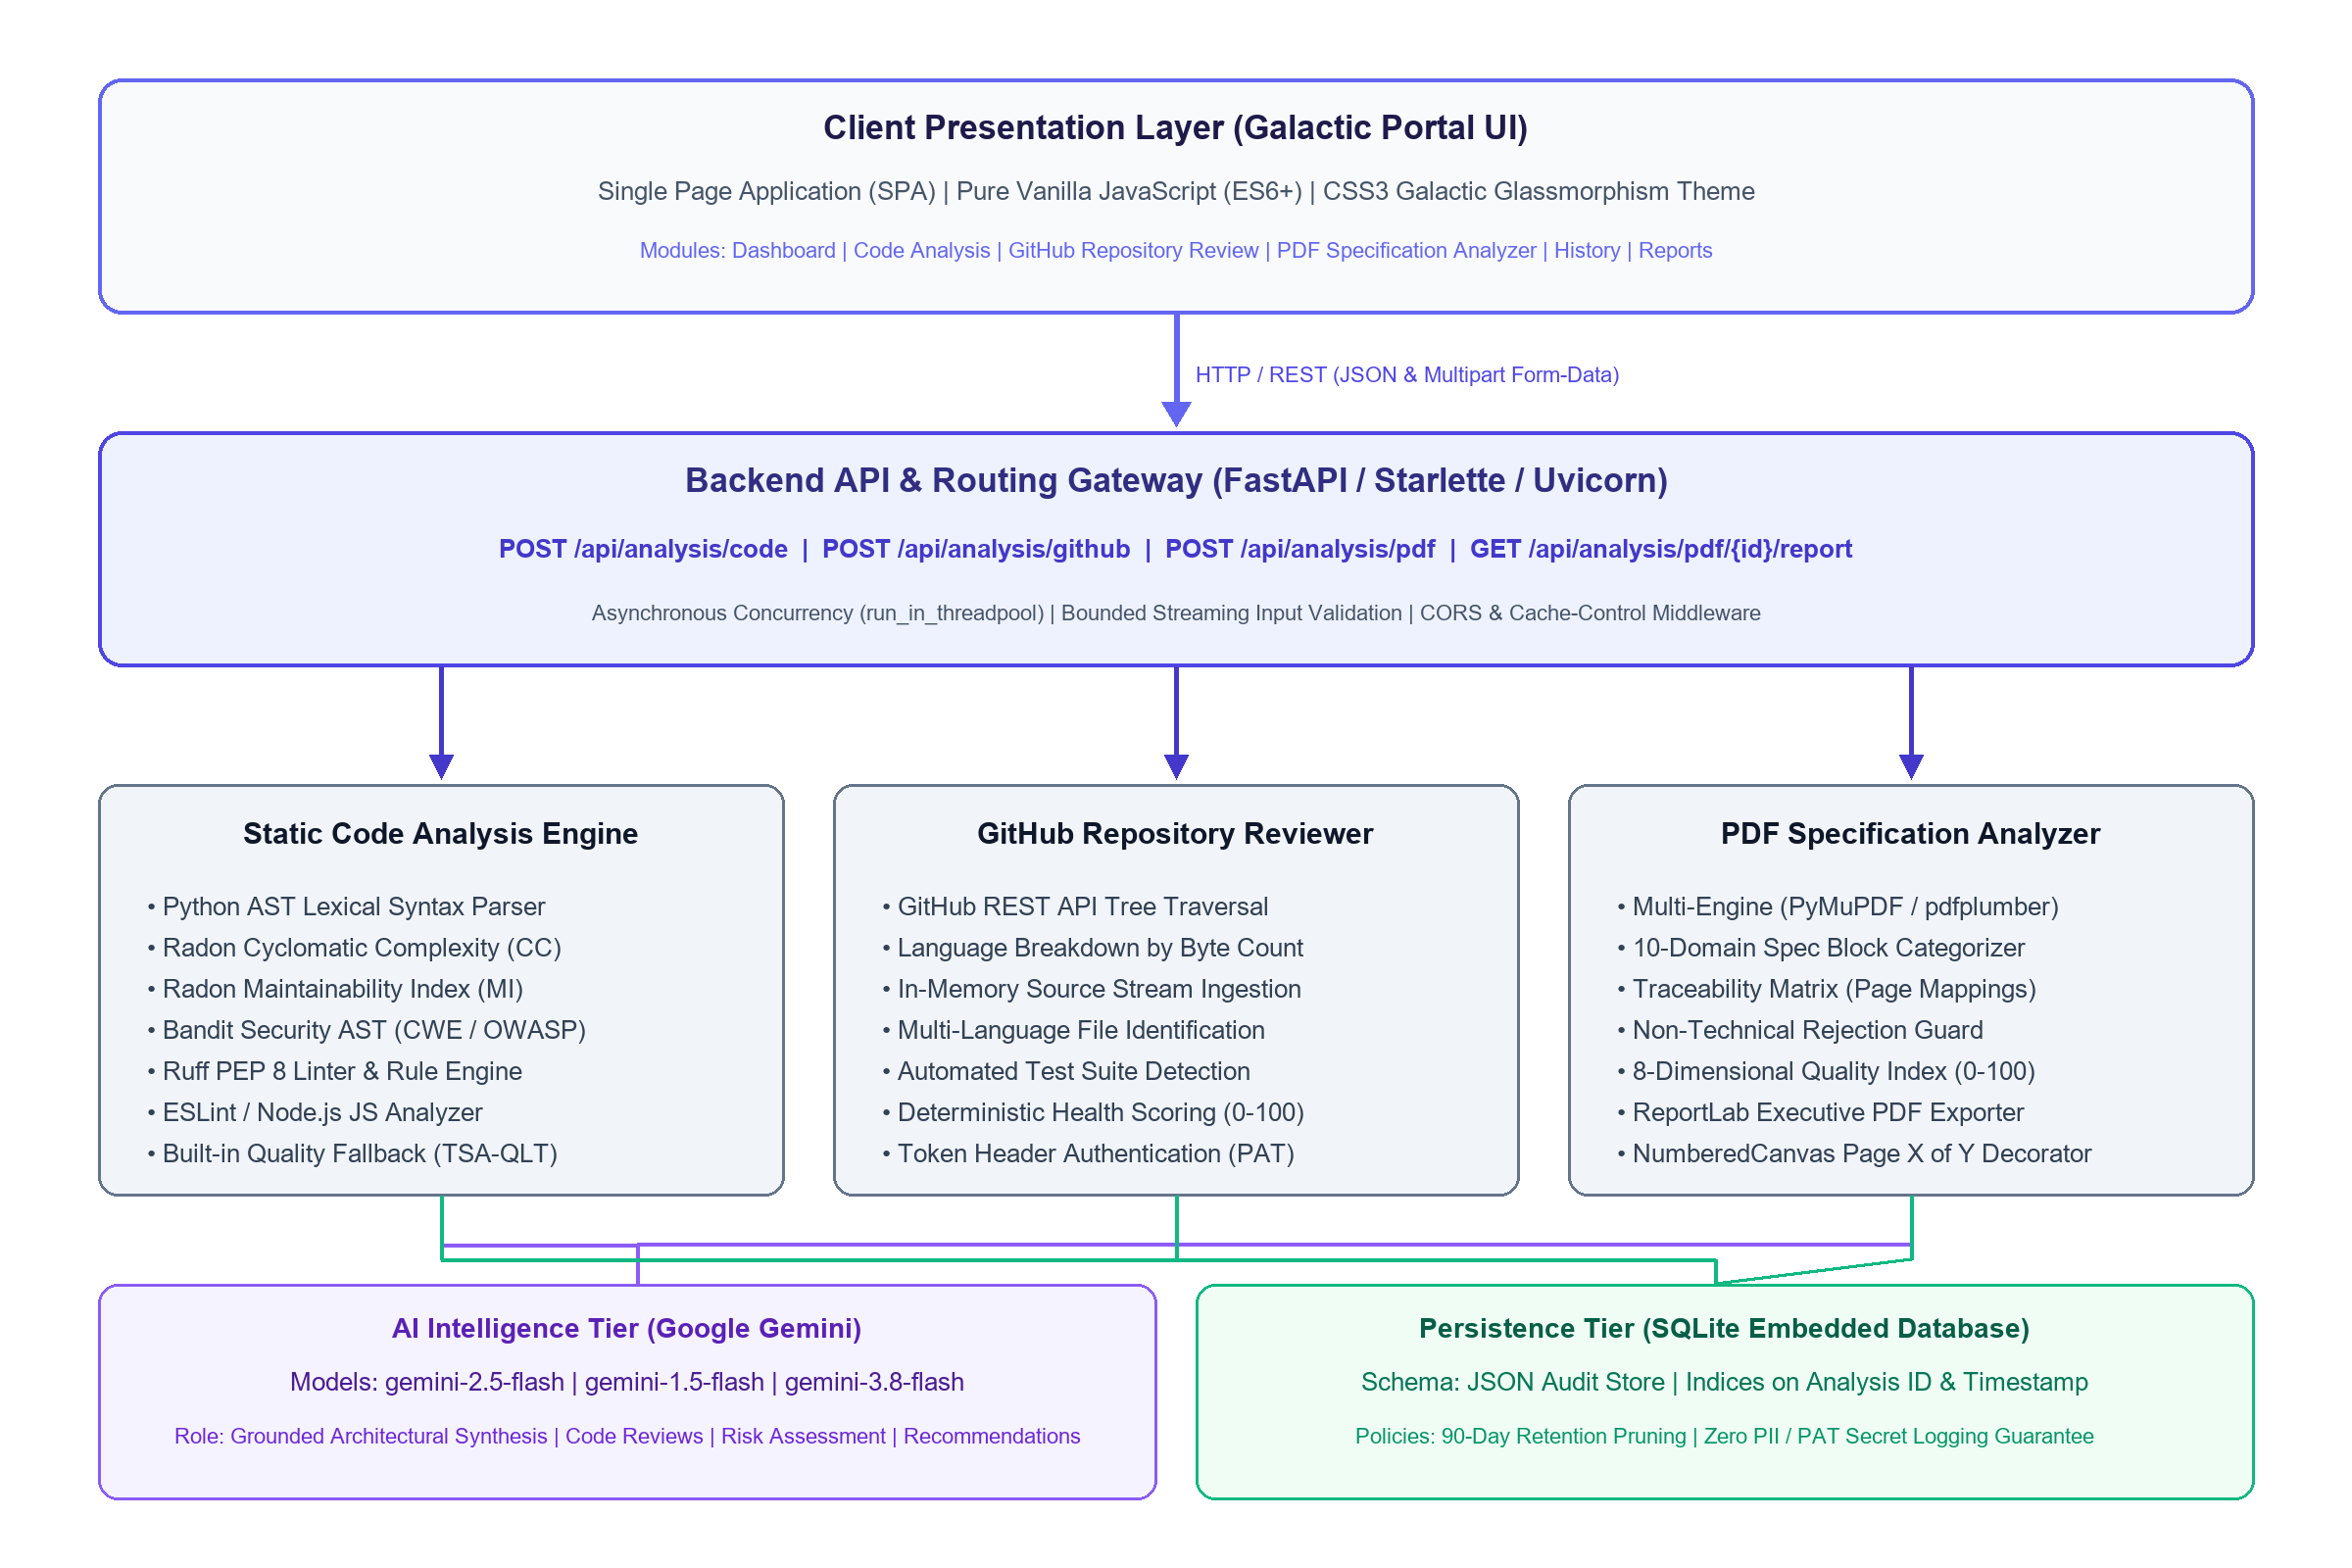 Client Presentation Layer (Galactic Portal UI)
Single Page Application (SPA) | Pure Vanilla JavaScript (ES6+) | CSS3 Galactic Glassmorphism Theme
Modules: Dashboard | Code Analysis | GitHub Repository Review | PDF Specification Analyzer | History | Reports
HTTP / REST (JSON & Multipart Form-Data)
Backend API & Routing Gateway (FastAPI / Starlette / Uvicorn)
POST /api/analysis/code | POST /api/analysis/github | POST /api/analysis/pdf | GET /api/analysis/pdf/{id}/report
Asynchronous Concurrency (run_in_threadpool) | Bounded Streaming Input Validation | CORS & Cache-Control Middleware
Static Code Analysis Engine
• Python AST Lexical Syntax Parser
• Radon Cyclomatic Complexity (CC)
• Radon Maintainability Index (MI)
• Bandit Security AST (CWE / OWASP)
• Ruff PEP 8 Linter & Rule Engine
• ESLint / Node.js JS Analyzer
• Built-in Quality Fallback (TSA-QLT)
GitHub Repository Reviewer
• GitHub REST API Tree Traversal
• Language Breakdown by Byte Count
• In-Memory Source Stream Ingestion
• Multi-Language File Identification
• Automated Test Suite Detection
• Deterministic Health Scoring (0-100)
• Token Header Authentication (PAT)
PDF Specification Analyzer
• Multi-Engine (PyMuPDF / pdfplumber)
• 10-Domain Spec Block Categorizer
• Traceability Matrix (Page Mappings)
• Non-Technical Rejection Guard
• 8-Dimensional Quality Index (0-100)
• ReportLab Executive PDF Exporter
• NumberedCanvas Page X of Y Decorator
AI Intelligence Tier (Google Gemini)
Models: gemini-2.5-flash | gemini-1.5-flash | gemini-3.8-flash
Role: Grounded Architectural Synthesis | Code Reviews | Risk Assessment | Recommendations
Persistence Tier (SQLite Embedded Database)
Schema: JSON Audit Store | Indices on Analysis ID & Timestamp
Policies: 90-Day Retention Pruning | Zero PII / PAT Secret Logging Guarantee